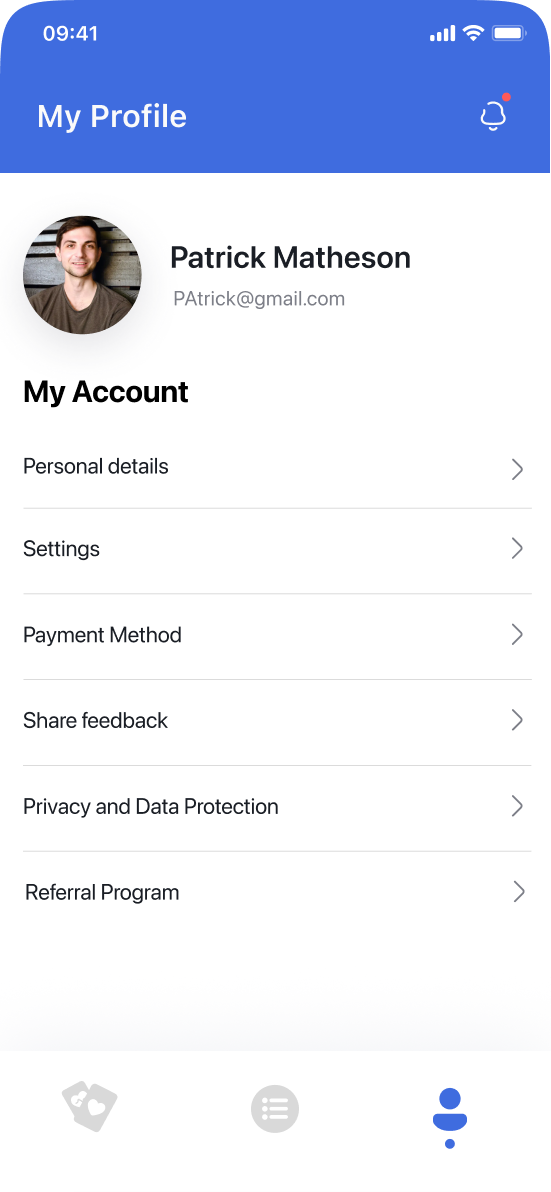 09:41
My Profile
Patrick Matheson
PAtrick@gmail.com
My Account
Personal details
Settings
Payment Method
Share feedback
Privacy and Data Protection
Referral Program